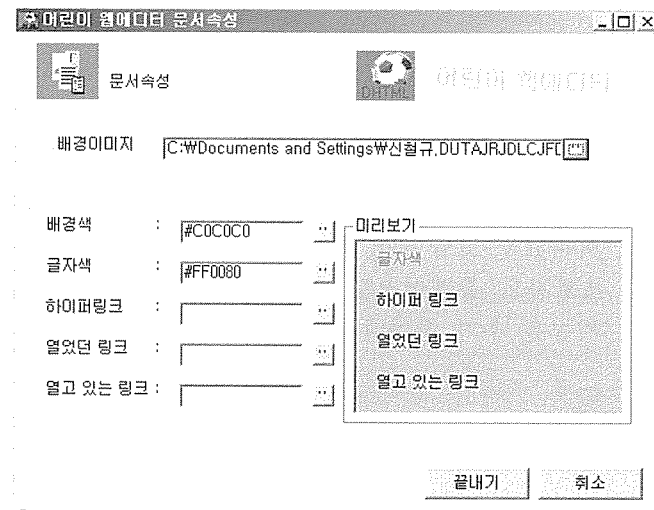 어린이 웹에디터 문서속성
문서속성
DHTML 어린이 웹에디터
배경이미지 C:₩Documents and Settings₩신철규,DUTAJRJDLCJFD
배경색 : #C0C0C0
글자색 : #FF0080
하이퍼링크 :
열었던 링크 :
열고 있는 링크 :
미리보기
글자색
하이퍼 링크
열었던 링크
열고 있는 링크
끝내기 취소